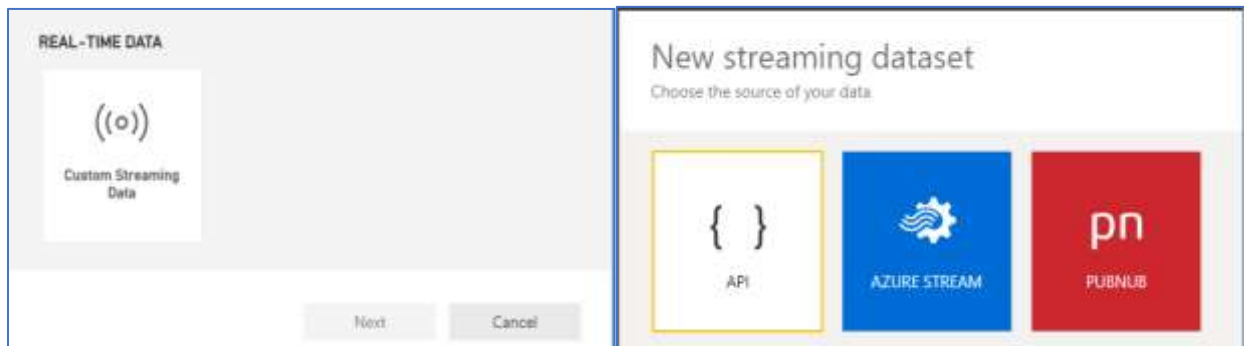 REAL-TIME DATA
((o))
Custom Streaming
Data
Next
Cancel
New streaming dataset
Choose the source of your data
{ }
API
AZURE STREAM
pn
PUBNUB